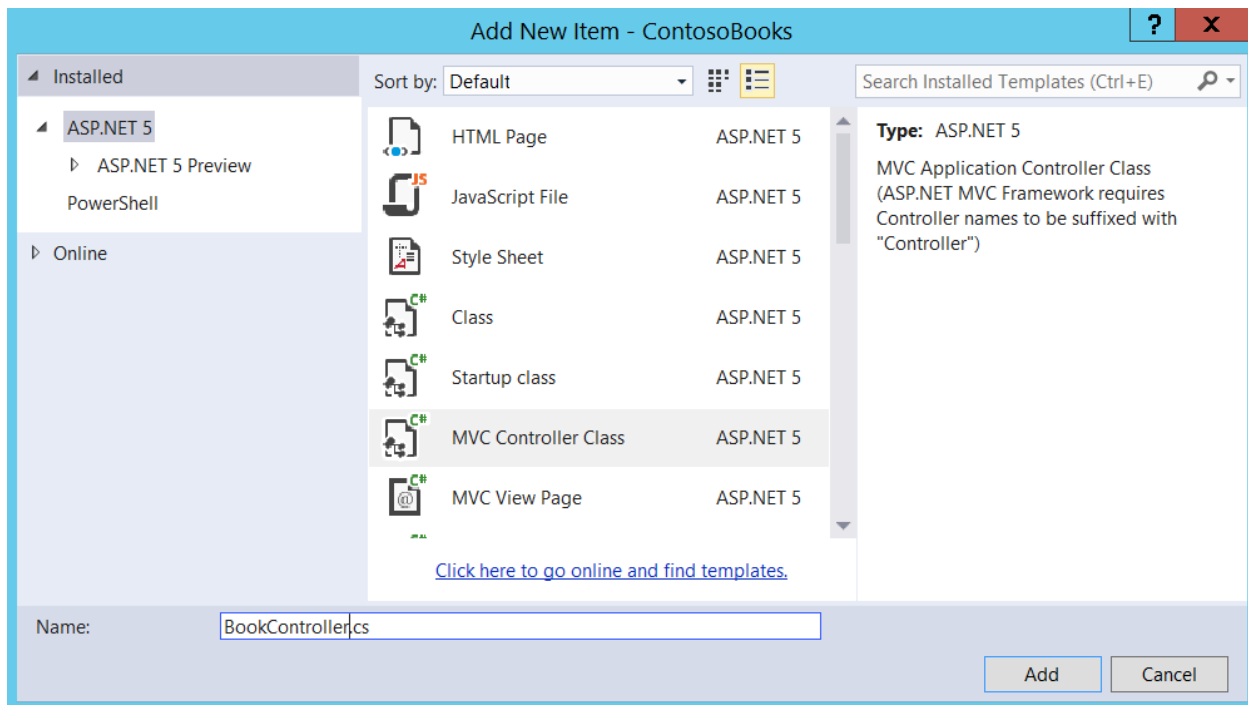 Add New Item - ContosoBooks
?
X
Installed
ASP.NET 5
ASP.NET 5 Preview
PowerShell
Online
Sort by: Default
Search Installed Templates (Ctrl+E)
HTML Page ASP.NET 5
JS
JavaScript File ASP.NET 5
Style Sheet ASP.NET 5
C#
Class ASP.NET 5
C#
Startup class ASP.NET 5
C#
MVC Controller Class ASP.NET 5
C#
@
MVC View Page ASP.NET 5
Click here to go online and find templates.
Type: ASP.NET 5
MVC Application Controller Class
(ASP.NET MVC Framework requires
Controller names to be suffixed with
"Controller")
Name: BookController.cs
Add Cancel